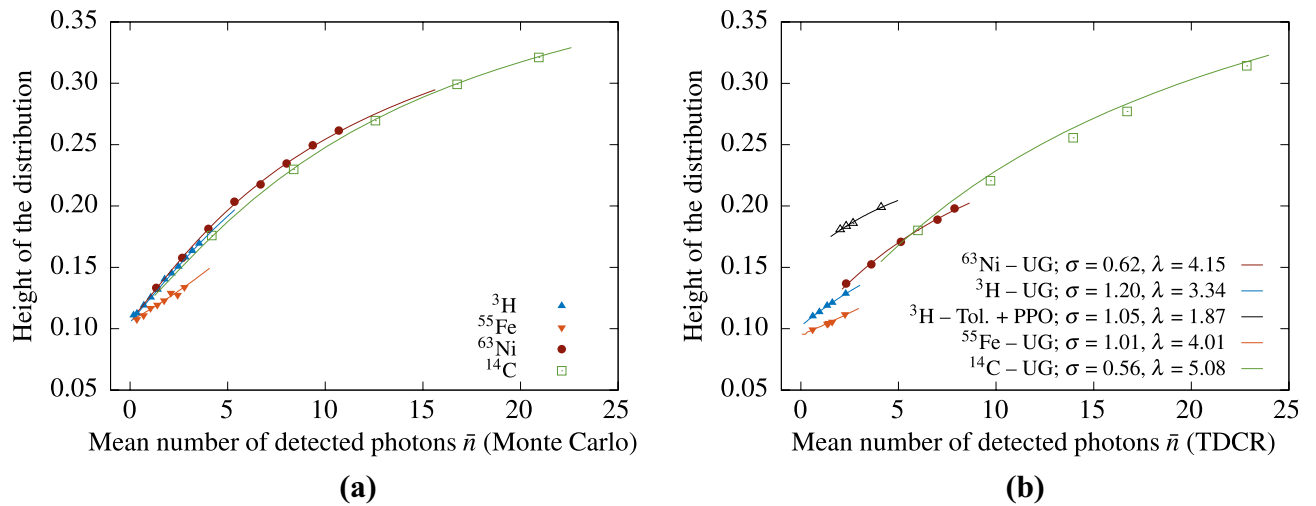 0.35
0.30
0.25
0.20
0.15
0.10
0.05
Height of the distribution
0
5
10
15
20
25
Mean number of detected photons n̄ (Monte Carlo)
³H
⁵⁵Fe
⁶³Ni
¹⁴C
(a)
0.35
0.30
0.25
0.20
0.15
0.10
0.05
Height of the distribution
0
5
10
15
20
25
Mean number of detected photons n̄ (TDCR)
⁶³Ni – UG; σ = 0.62, λ = 4.15
³H – UG; σ = 1.20, λ = 3.34
³H – Tol. + PPO; σ = 1.05, λ = 1.87
⁵⁵Fe – UG; σ = 1.01, λ = 4.01
¹⁴C – UG; σ = 0.56, λ = 5.08
(b)